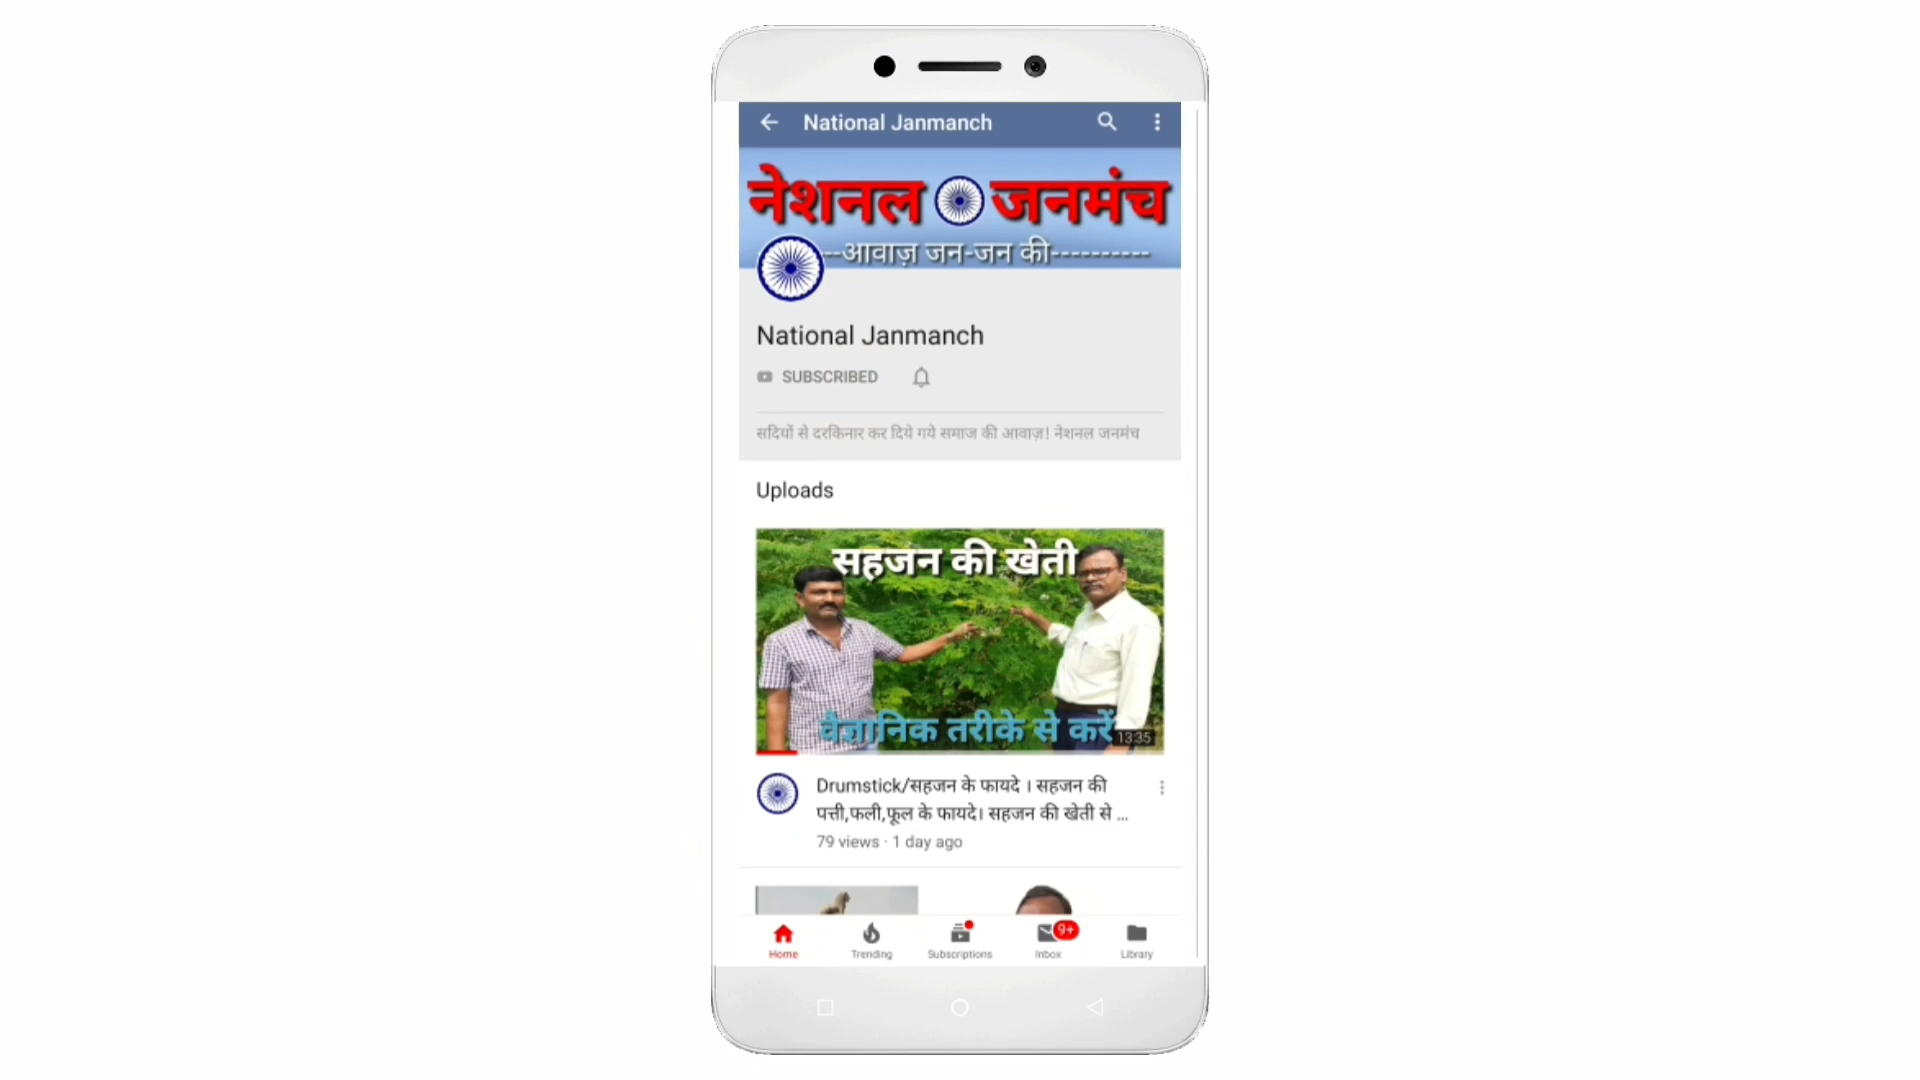 National Janmanch
नेशनल जनमंच
--आवाज़ जन-जन की----------
National Janmanch
SUBSCRIBED
सदियों से दरकिनार कर दिये गये समाज की आवाज़! नेशनल जनमंच
Uploads
सहजन की खेती
वैज्ञानिक तरीके से करें
13:35
Drumstick/सहजन के फायदे । सहजन की
पत्ती,फली,फूल के फायदे। सहजन की खेती से ...
79 views · 1 day ago
9+
Home Trending Subscriptions Inbox Library